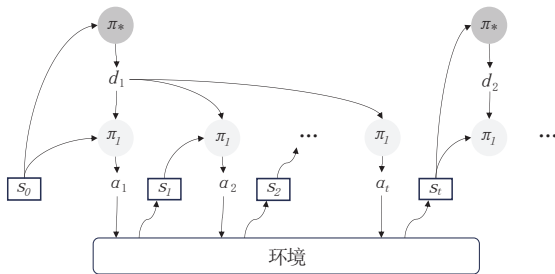 π* π*
d₁ d₂
π₁ π₁ ... π₁ π₁ ...
s₀ a₁ s₁ a₂ s₂ aₜ sₜ
环境